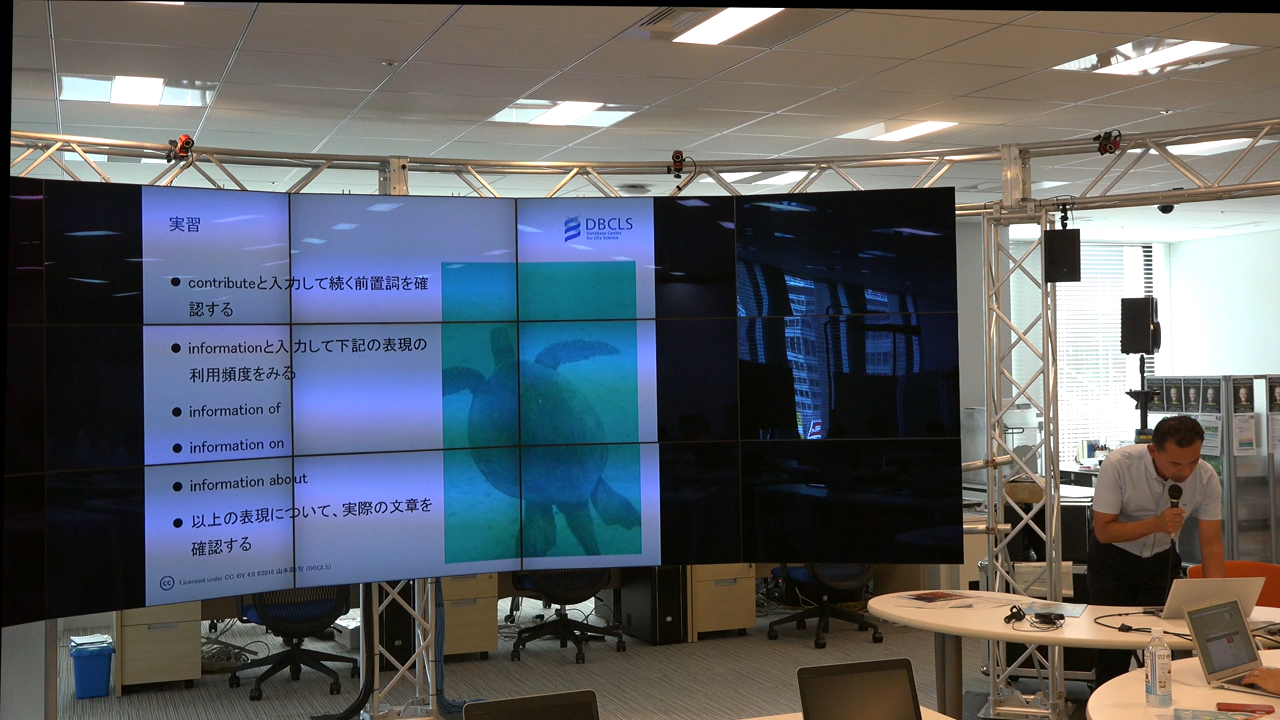 実習
DBCLS
Database Center
for Life Science
● contributeと入力して続く前置詞を確
認する
● informationと入力して下記の表現の
利用頻度をみる
● information of
● information on
● information about
● 以上の表現について、実際の文章を
確認する
cc Licensed under CC-BY 4.0 ©2016 山本泰智 (DBCLS)